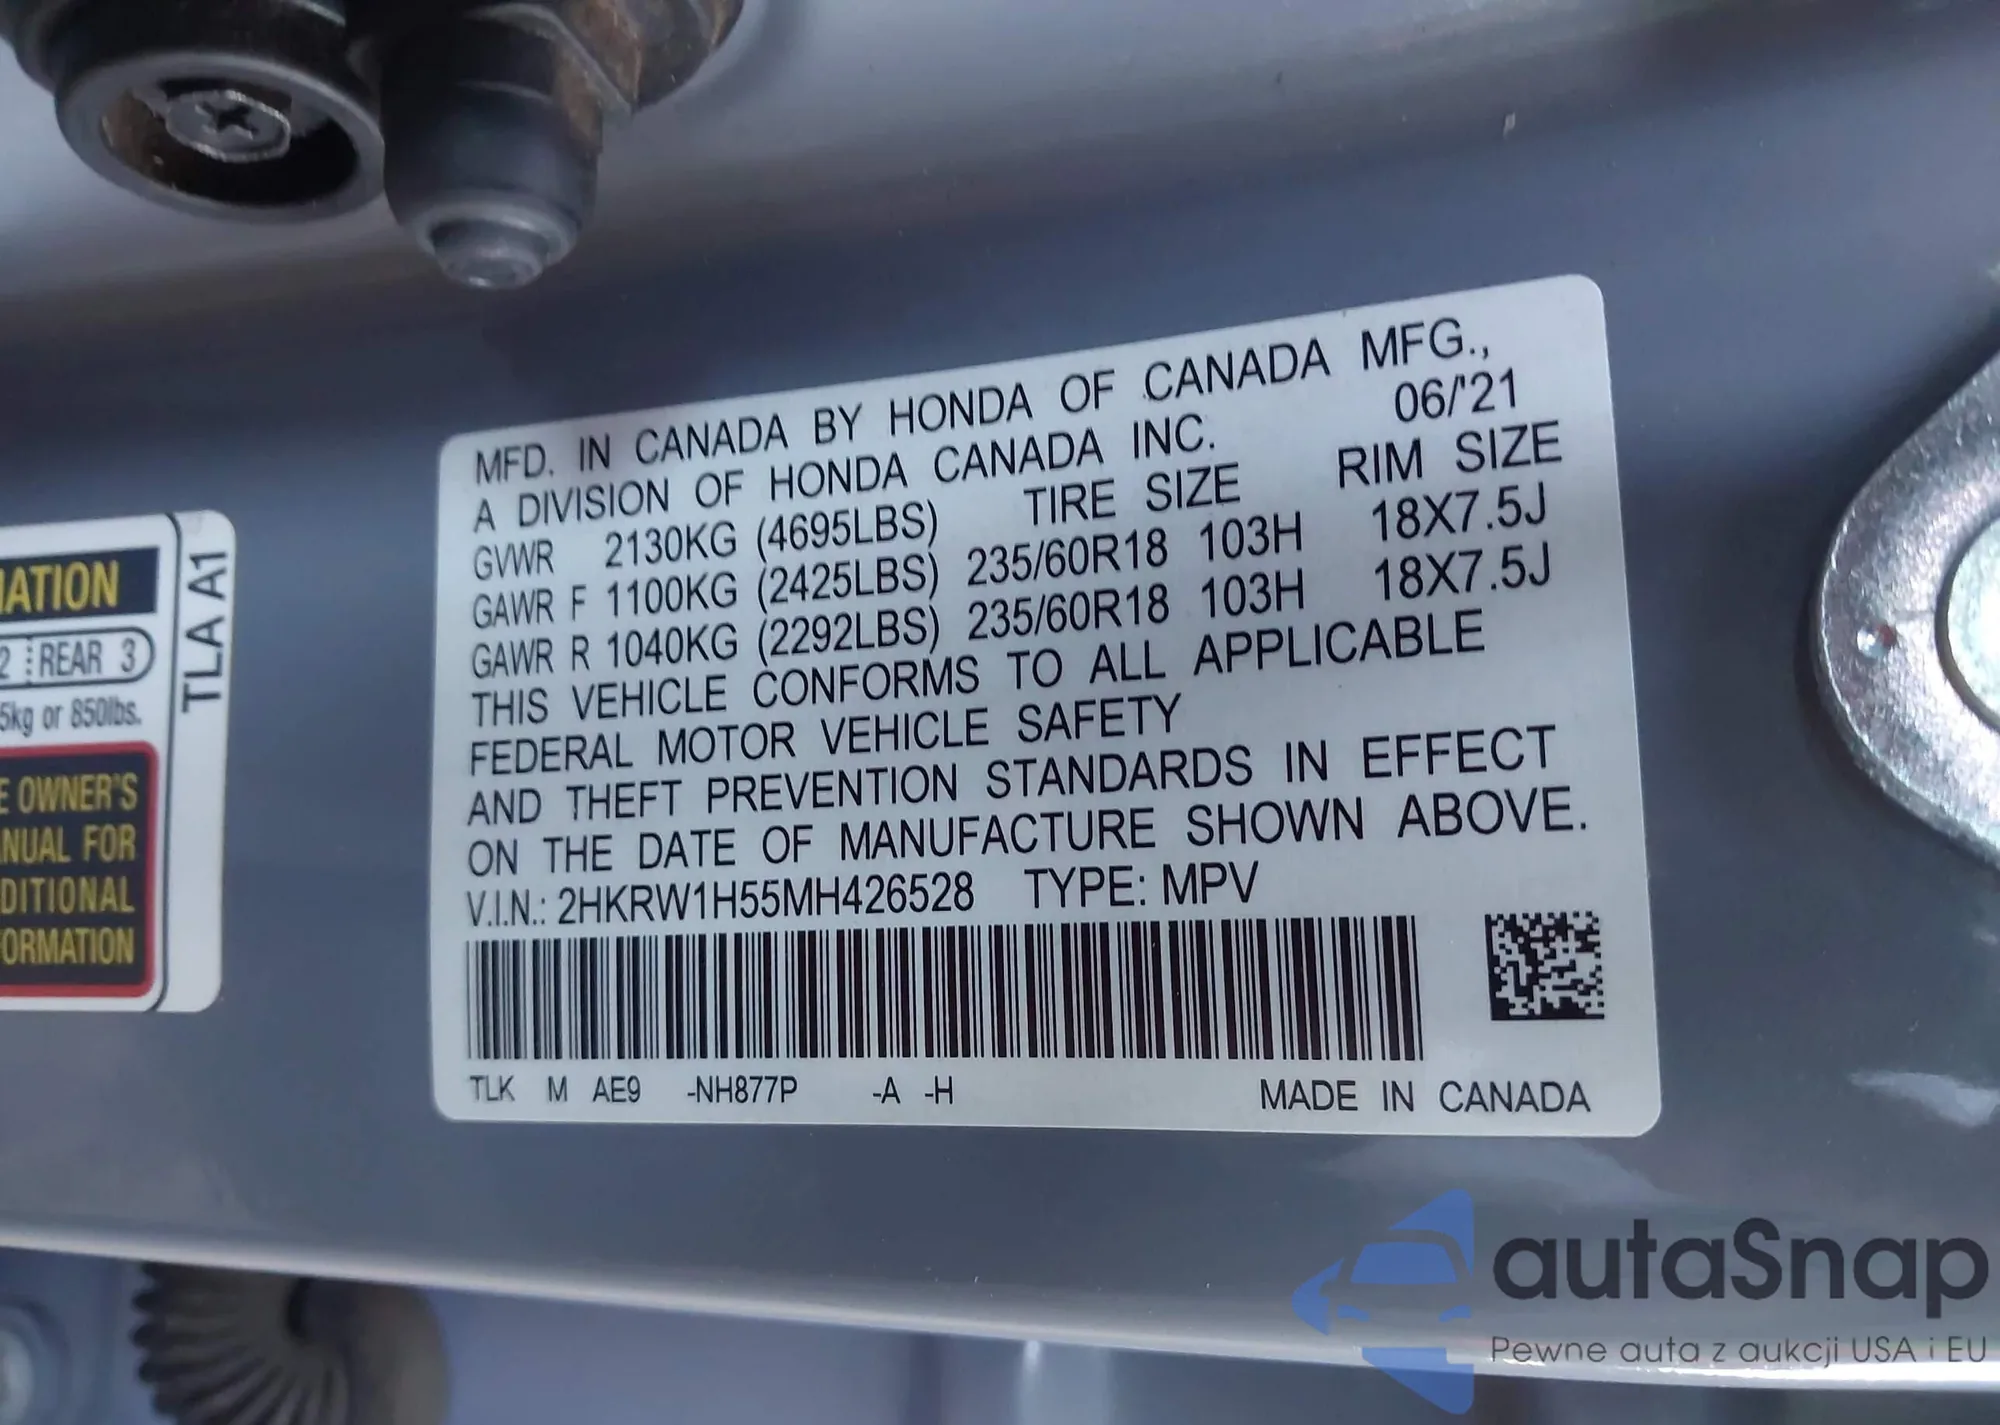 MFD. IN CANADA BY HONDA OF CANADA MFG.,
A DIVISION OF HONDA CANADA INC. 06/'21
GVWR 2130KG (4695LBS) TIRE SIZE RIM SIZE
GAWR F 1100KG (2425LBS) 235/60R18 103H 18X7.5J
GAWR R 1040KG (2292LBS) 235/60R18 103H 18X7.5J
THIS VEHICLE CONFORMS TO ALL APPLICABLE
FEDERAL MOTOR VEHICLE SAFETY
AND THEFT PREVENTION STANDARDS IN EFFECT
ON THE DATE OF MANUFACTURE SHOWN ABOVE.
V.I.N.: 2HKRW1H55MH426528 TYPE: MPV
TLK M AE9 -NH877P -A -H MADE IN CANADA
MATION
2 REAR 3
5kg or 850lbs.
E OWNER'S
NUAL FOR
DITIONAL
ORMATION
TLA A1
autaSnap
Pewne auta z aukcji USA i EU